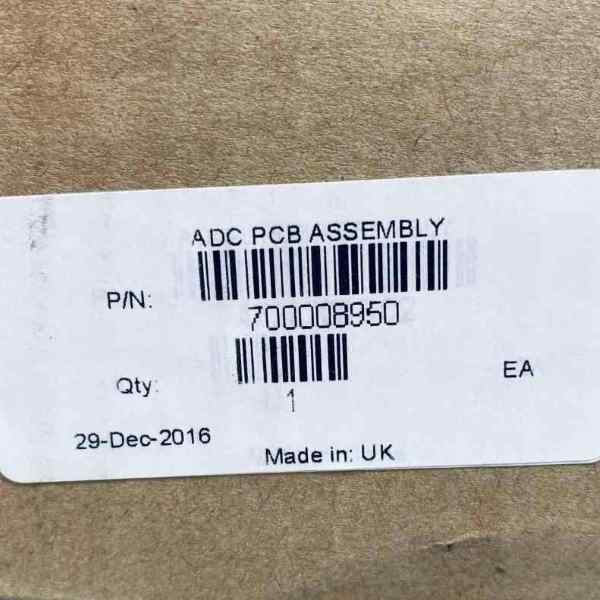 ADC PCB ASSEMBLY
P/N:
700008950
Qty:
EA
1
29-Dec-2016
Made in: UK